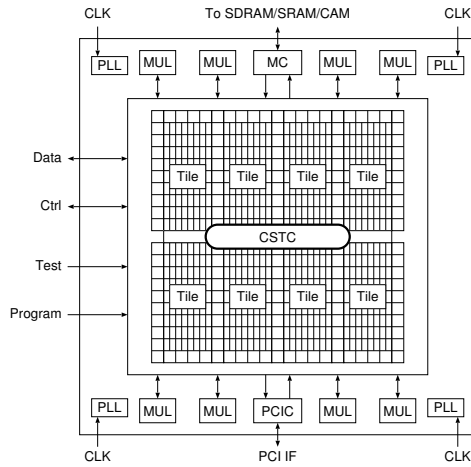 CLK To SDRAM/SRAM/CAM CLK
PLL MUL MUL MC MUL MUL PLL
Data
Tile Tile Tile Tile
Ctrl
CSTC
Test
Tile Tile Tile Tile
Program
PLL MUL MUL PCIC MUL MUL PLL
CLK PCI IF CLK